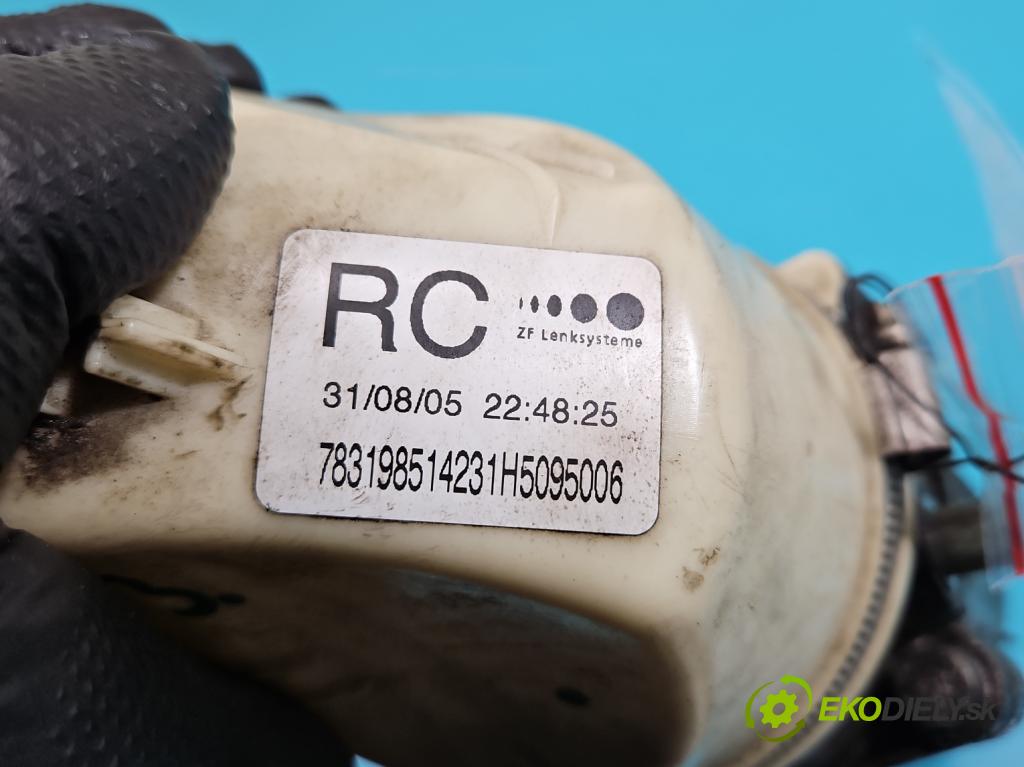 RC
ZF Lenksysteme
31/08/05 22:48:25
783198514231H5095006
EKODIELY.sk